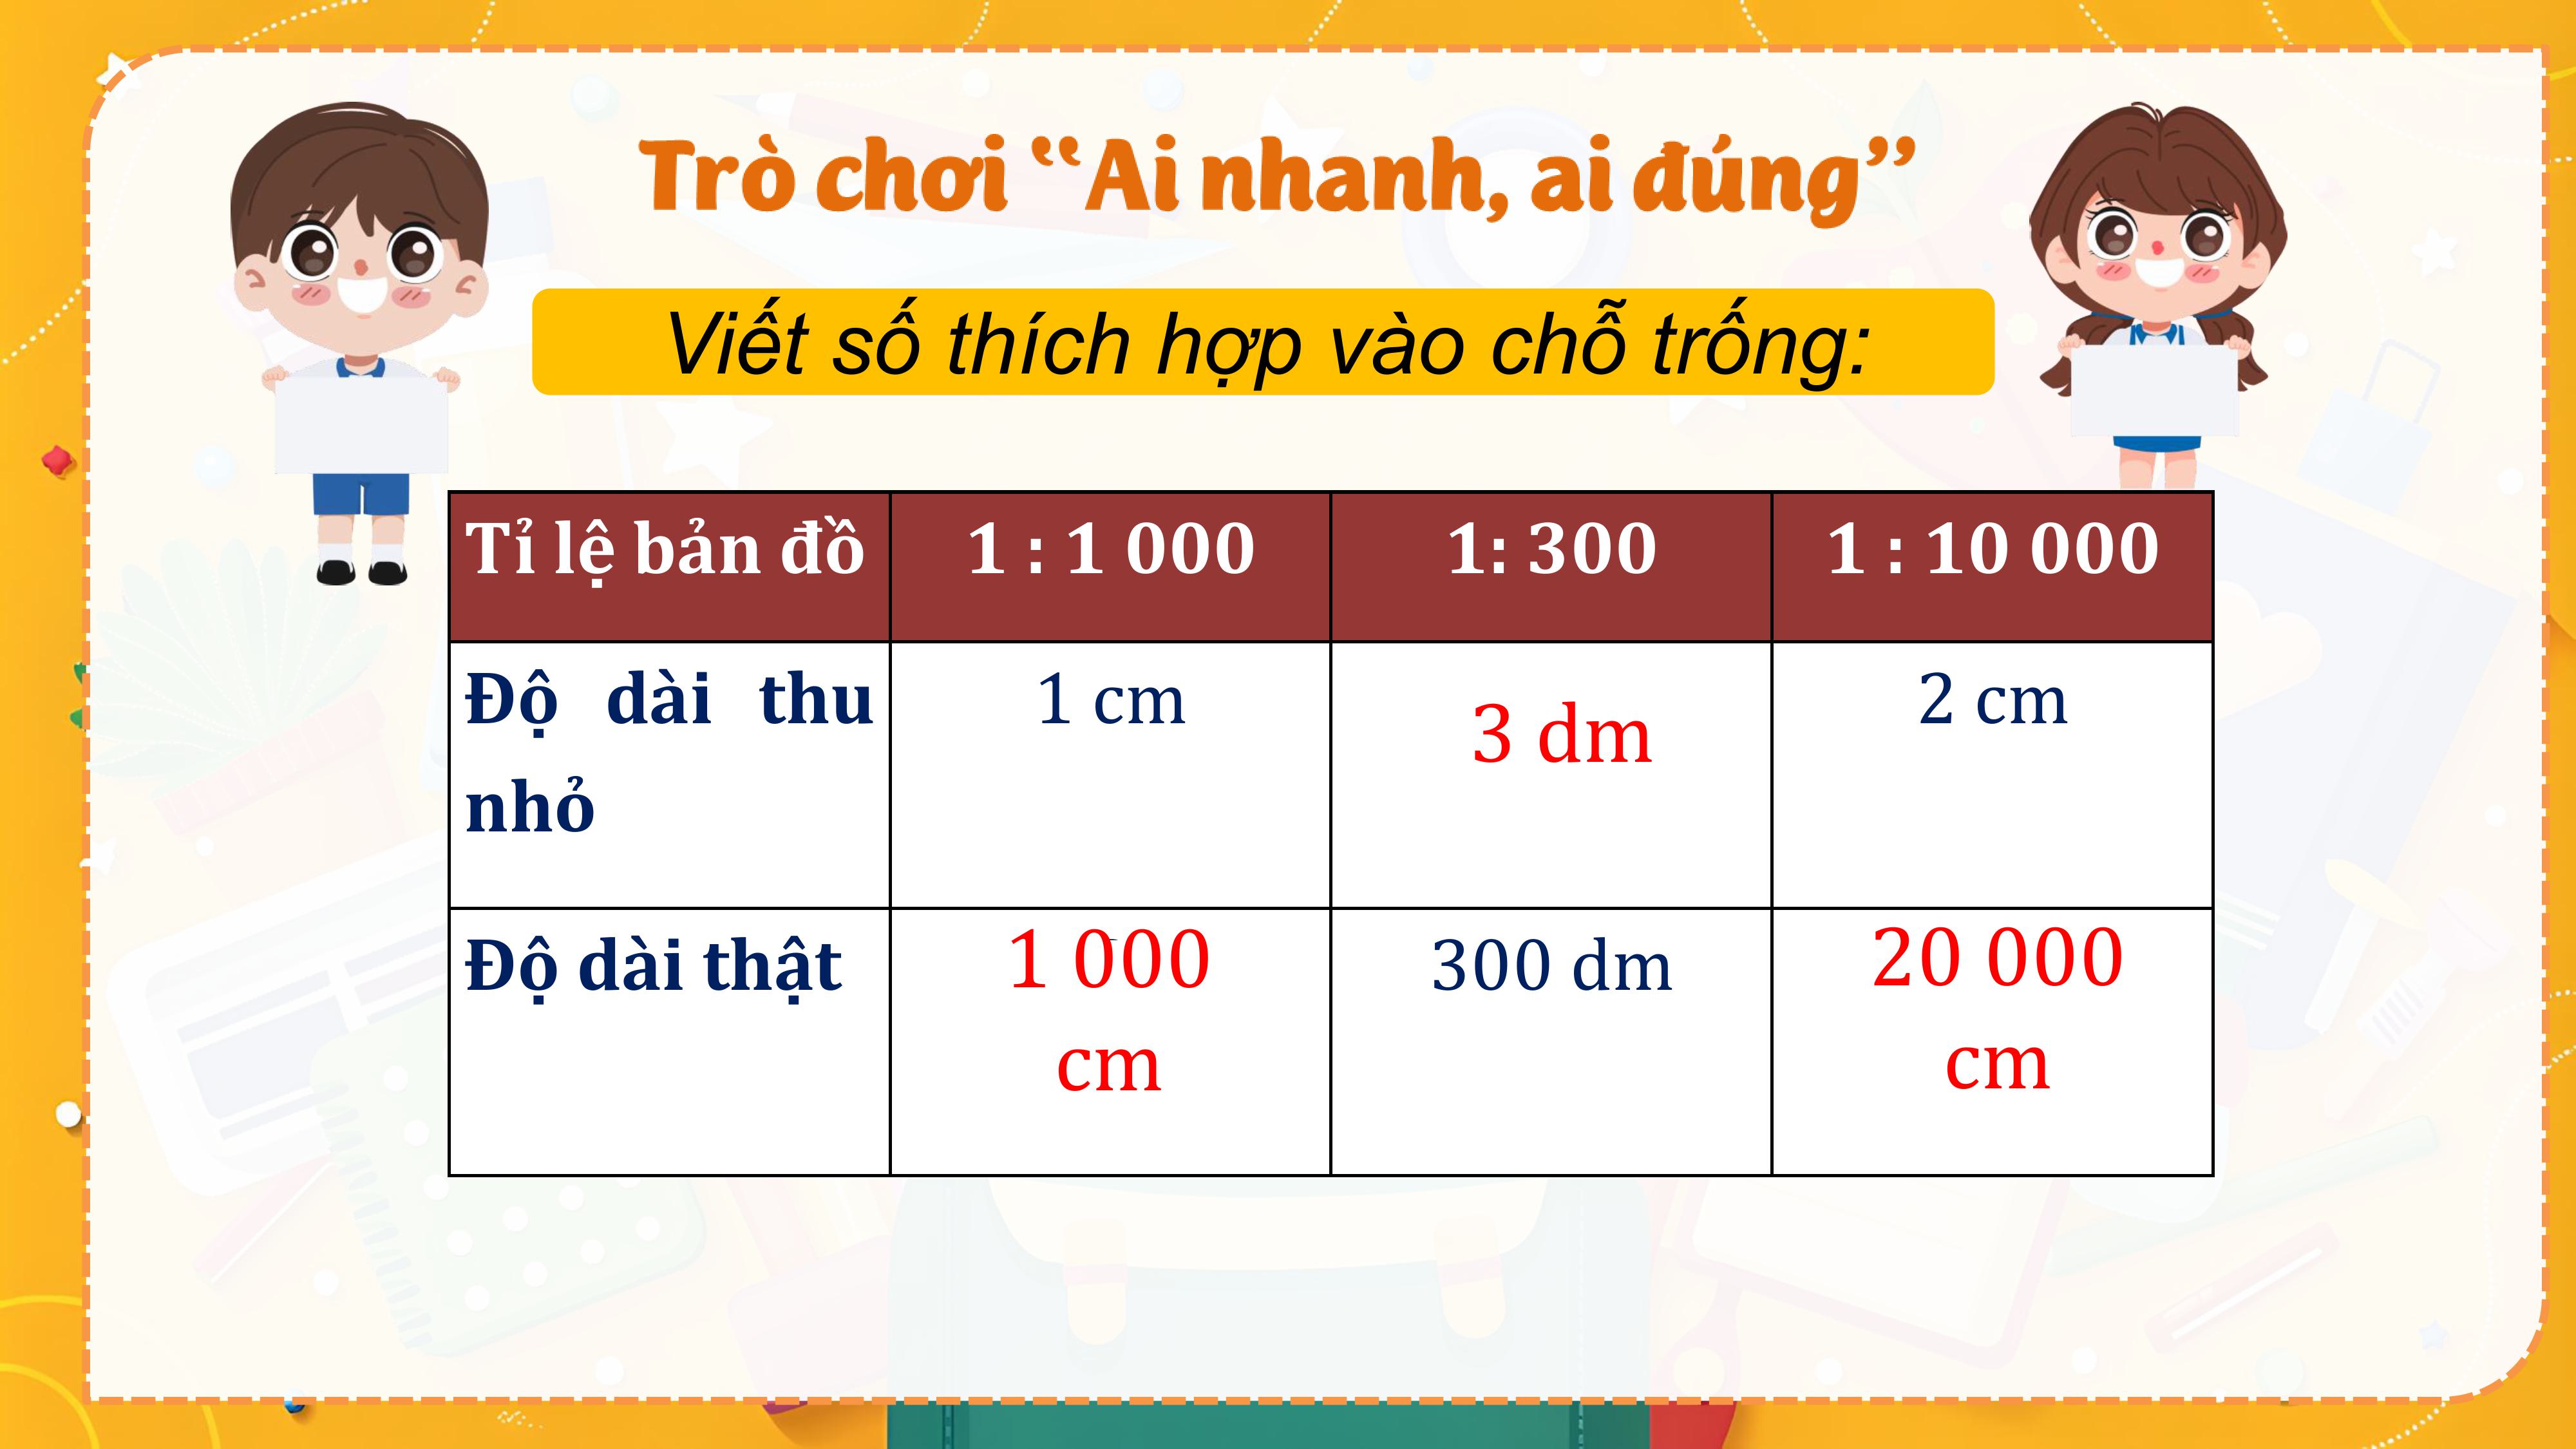 Trò chơi “Ai nhanh, ai đúng”
Viết số thích hợp vào chỗ trống:
Tỉ lệ bản đồ 1 : 1 000 1: 300 1 : 10 000
Độ dài thu nhỏ 1 cm 3 dm 2 cm
Độ dài thật 1 000 cm 300 dm 20 000 cm